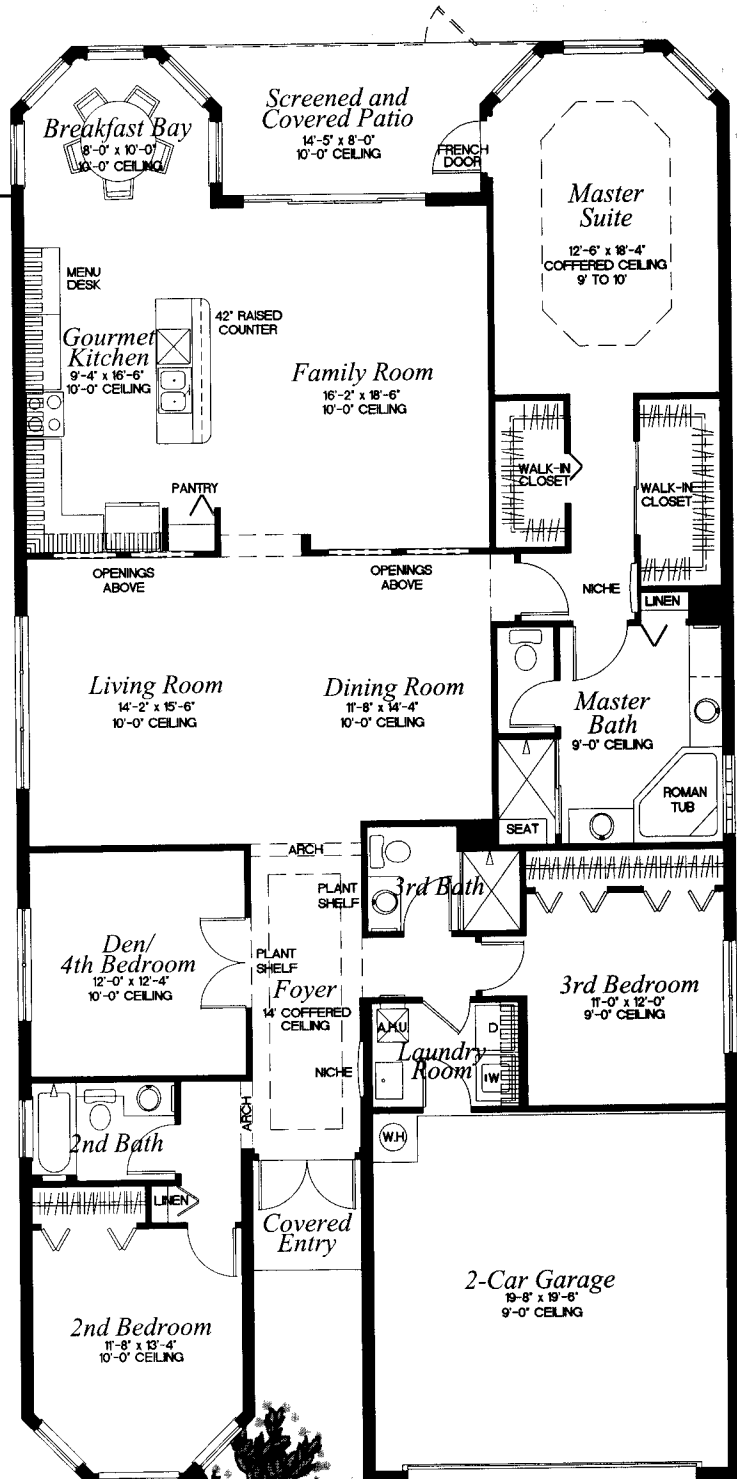 Breakfast Bay
8'-0" x 10'-0"
10'-0" CEILING
Screened and
Covered Patio
14'-5" x 8'-0"
10'-0" CEILING
FRENCH
DOOR
Master
Suite
12'-6" x 18'-4"
COFFERED CEILING
9' TO 10'
MENU
DESK
42" RAISED
COUNTER
Gourmet
Kitchen
9'-4" x 16'-6"
10'-0" CEILING
Family Room
16'-2" x 18'-6"
10'-0" CEILING
PANTRY
WALK-IN
CLOSET
WALK-IN
CLOSET
OPENINGS
ABOVE
OPENINGS
ABOVE
NICHE
LINEN
Living Room
14'-2" x 15'-6"
10'-0" CEILING
Dining Room
11'-8" x 14'-4"
10'-0" CEILING
Master
Bath
9'-0" CEILING
ROMAN
TUB
SEAT
ARCH
PLANT
SHELF
3rd Bath
Den/
4th Bedroom
12'-0" x 12'-4"
10'-0" CEILING
PLANT
SHELF
Foyer
14' COFFERED
CEILING
3rd Bedroom
11'-0" x 12'-0"
9'-0" CEILING
A.H.U.
D
Laundry
Room
W
NICHE
ARCH
2nd Bath
W.H
LINEN
Covered
Entry
2-Car Garage
19-8" x 19'-6"
9'-0" CEILING
2nd Bedroom
11'-8" x 13'-4"
10'-0" CEILING